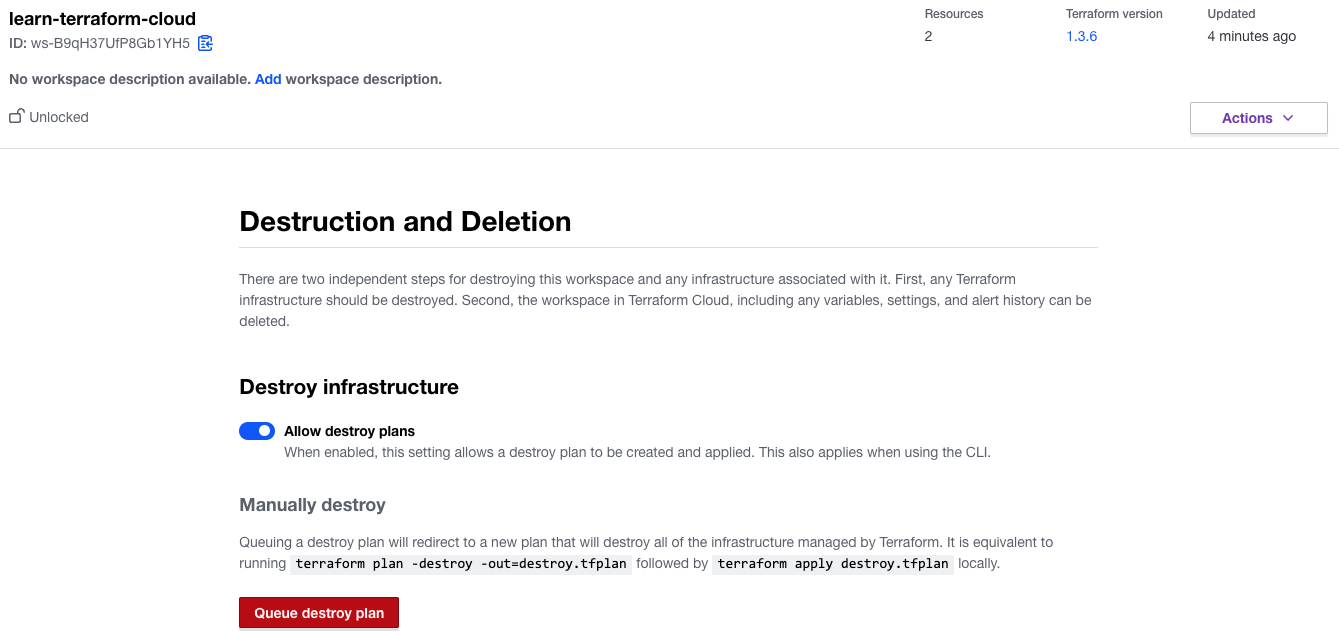 learn-terraform-cloud
ID: ws-B9qH37UfP8Gb1YH5
Resources
2
Terraform version
1.3.6
Updated
4 minutes ago
No workspace description available. Add workspace description.
Unlocked
Actions
Destruction and Deletion
There are two independent steps for destroying this workspace and any infrastructure associated with it. First, any Terraform
infrastructure should be destroyed. Second, the workspace in Terraform Cloud, including any variables, settings, and alert history can be
deleted.
Destroy infrastructure
Allow destroy plans
When enabled, this setting allows a destroy plan to be created and applied. This also applies when using the CLI.
Manually destroy
Queuing a destroy plan will redirect to a new plan that will destroy all of the infrastructure managed by Terraform. It is equivalent to
running terraform plan -destroy -out=destroy.tfplan followed by terraform apply destroy.tfplan locally.
Queue destroy plan